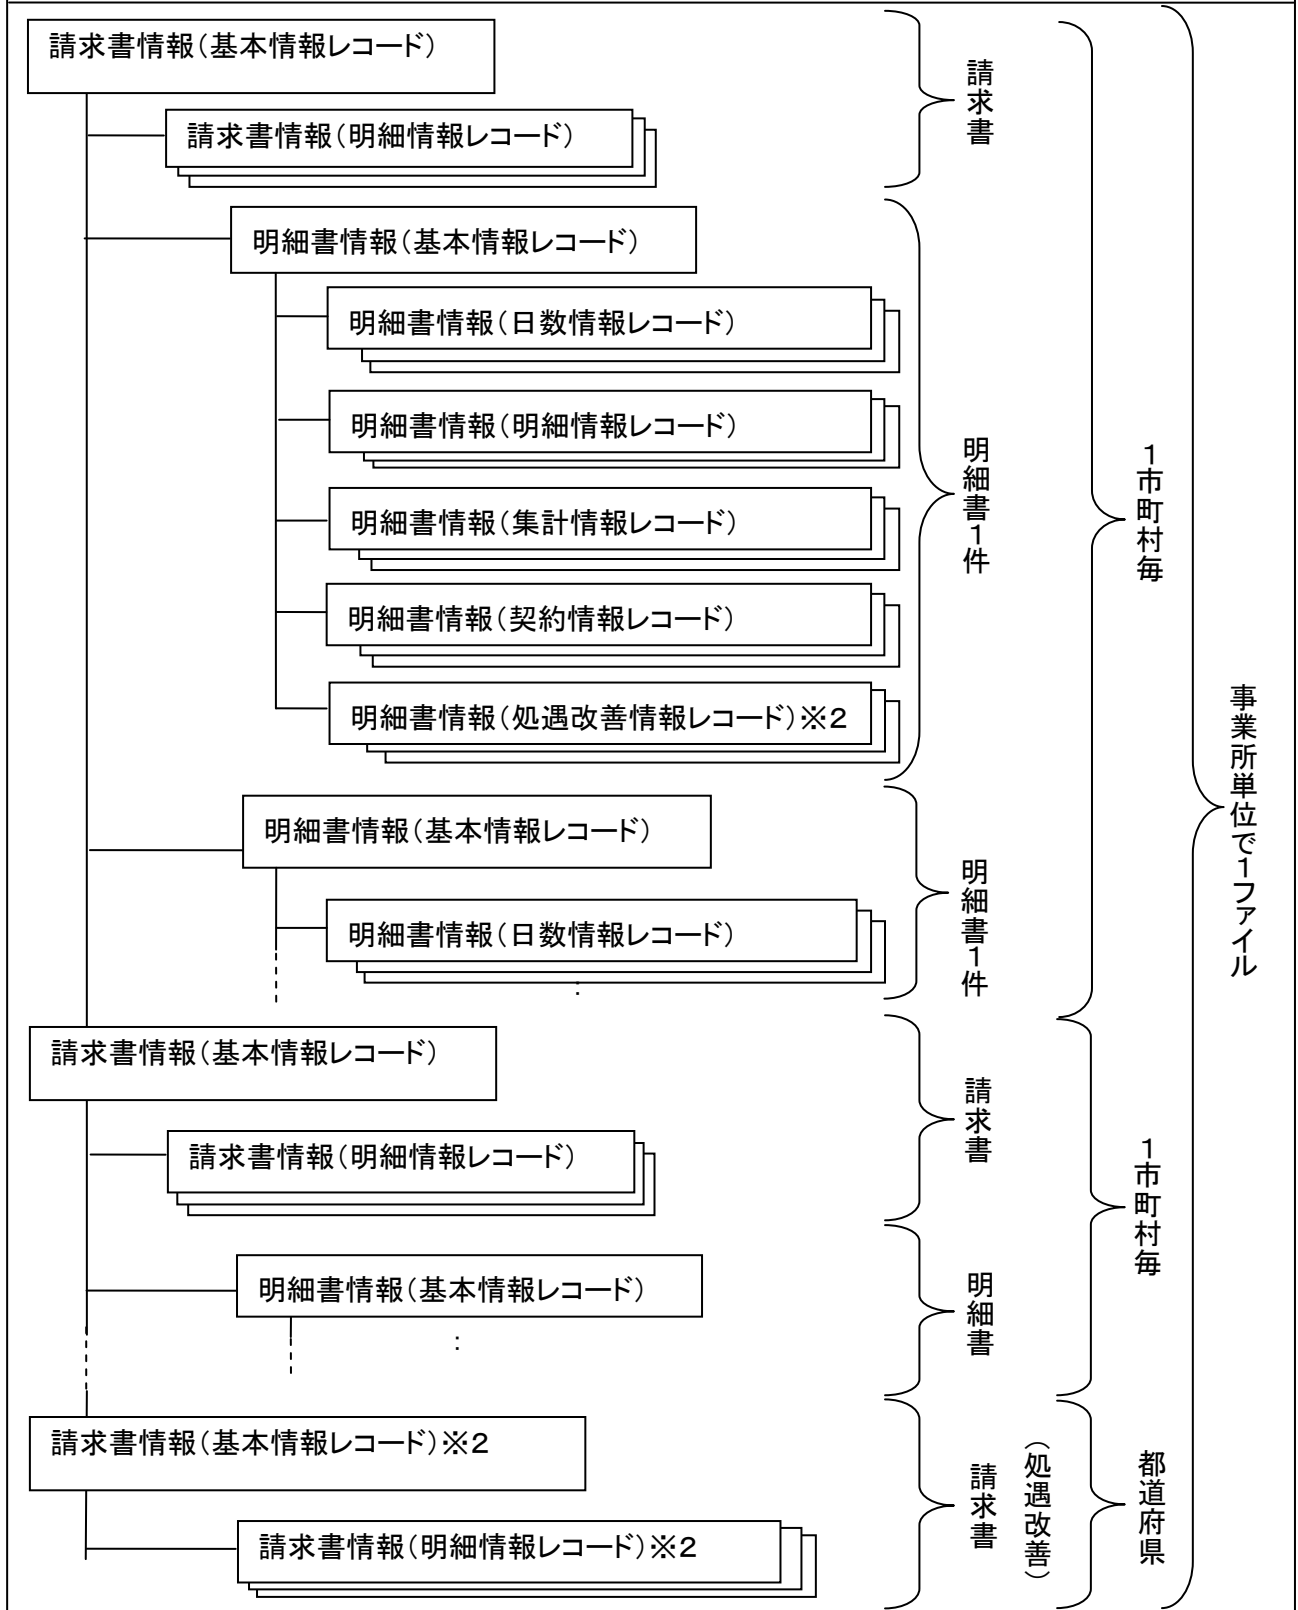 請求書情報(基本情報レコード)
請求書情報(明細情報レコード)
請求書
明細書情報(基本情報レコード)
明細書情報(日数情報レコード)
明細書情報(明細情報レコード)
明細書情報(集計情報レコード)
明細書情報(契約情報レコード)
明細書情報(処遇改善情報レコード)※2
明細書1件
明細書情報(基本情報レコード)
明細書情報(日数情報レコード)
:
明細書1件
1市町村毎
請求書情報(基本情報レコード)
請求書情報(明細情報レコード)
請求書
明細書情報(基本情報レコード)
:
明細書
1市町村毎
請求書情報(基本情報レコード)※2
請求書情報(明細情報レコード)※2
請求書
(処遇改善)
都道府県
事業所単位で1ファイル